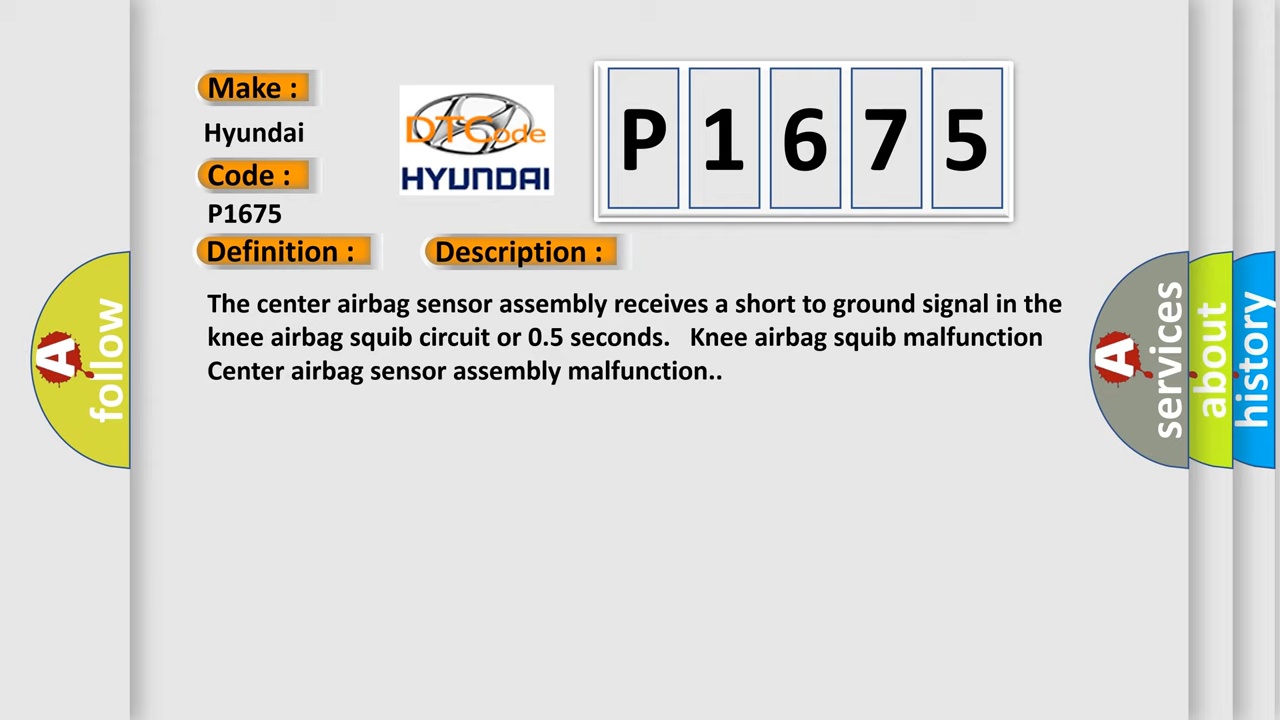 Make :
Hyundai
Code :
P1675
Definition :
Description :
DTCode
HYUNDAI
P 1 6 7 5
The center airbag sensor assembly receives a short to ground signal in the
knee airbag squib circuit or 0.5 seconds. Knee airbag squib malfunction
Center airbag sensor assembly malfunction..
A follow
A services
about
history